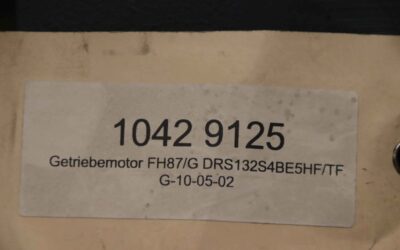 1042 9125
Getriebemotor FH87/G DRS132S4BE5HF/TF
G-10-05-02